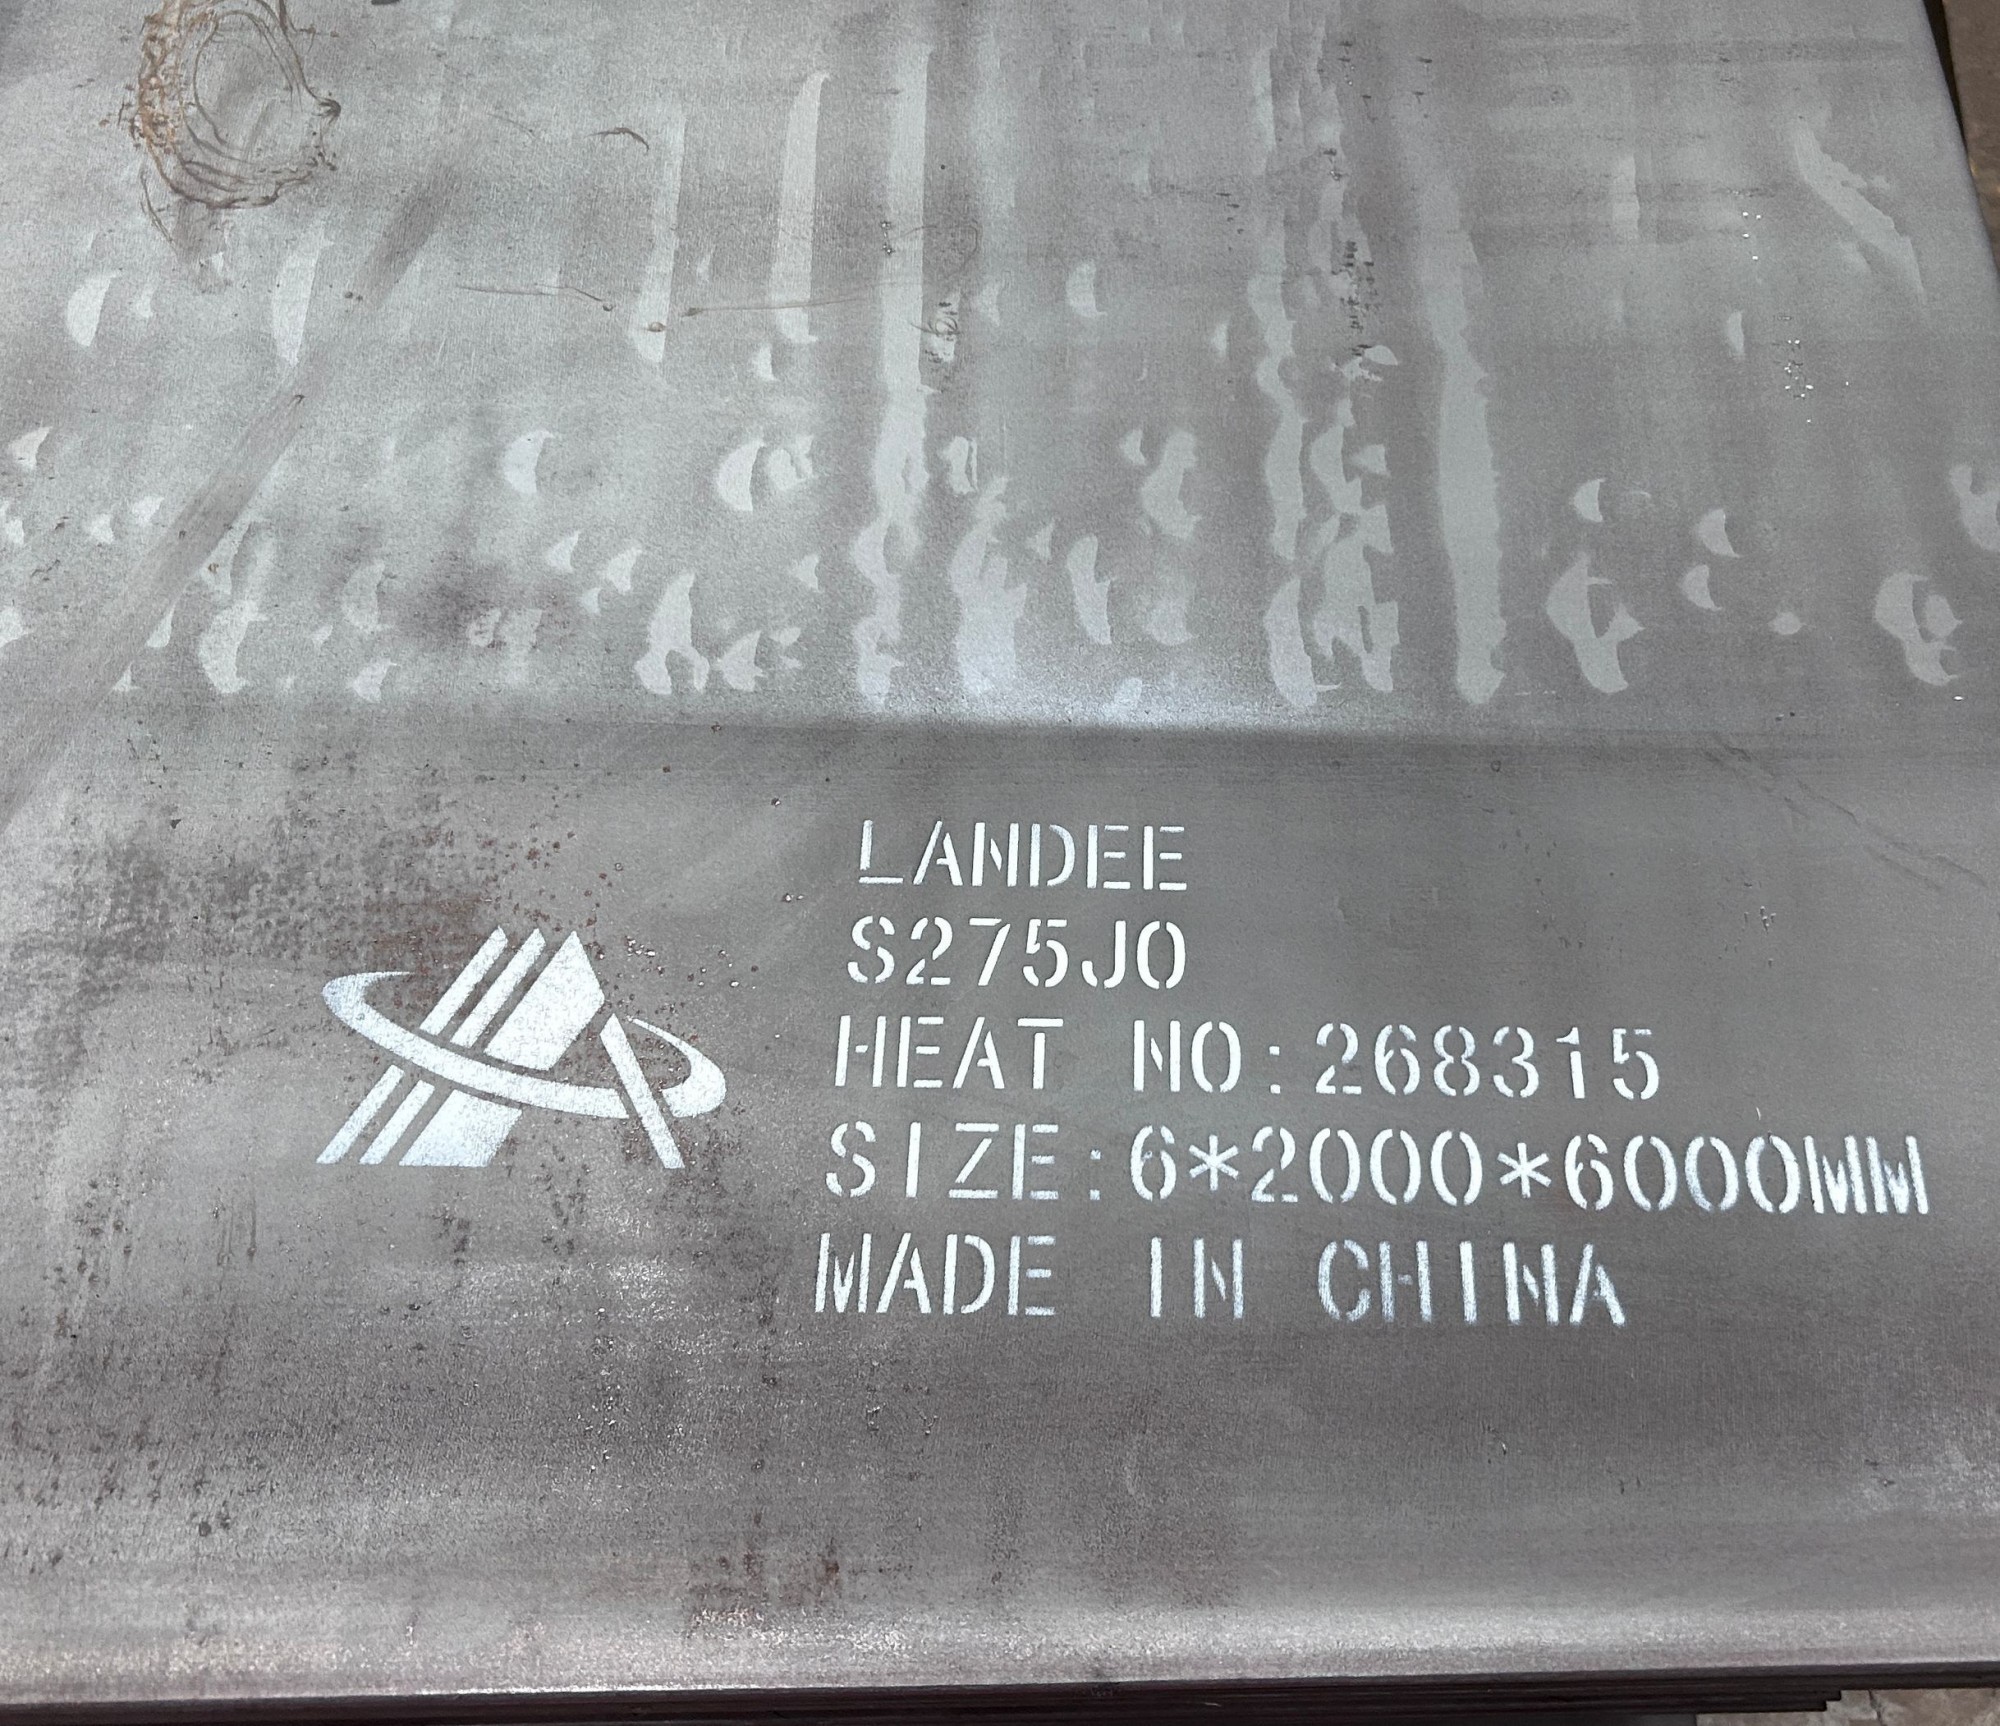 LANDEE
S275J0
HEAT NO:268315
SIZE:6*2000*6000MM
MADE IN CHINA